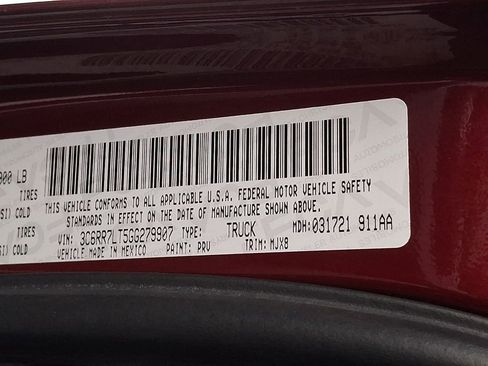 000 LB
TIRES
SI) COLD
TIRES
SI) COLD
THIS VEHICLE CONFORMS TO ALL APPLICABLE U.S.A. FEDERAL MOTOR VEHICLE SAFETY
STANDARDS IN EFFECT ON THE DATE OF MANUFACTURE SHOWN ABOVE.
VIN: 3C6RR7LT5GG279907 TYPE: TRUCK MDH: 031721 911AA
VEHICLE MADE IN MEXICO PAINT: PRV TRIM: MJX8